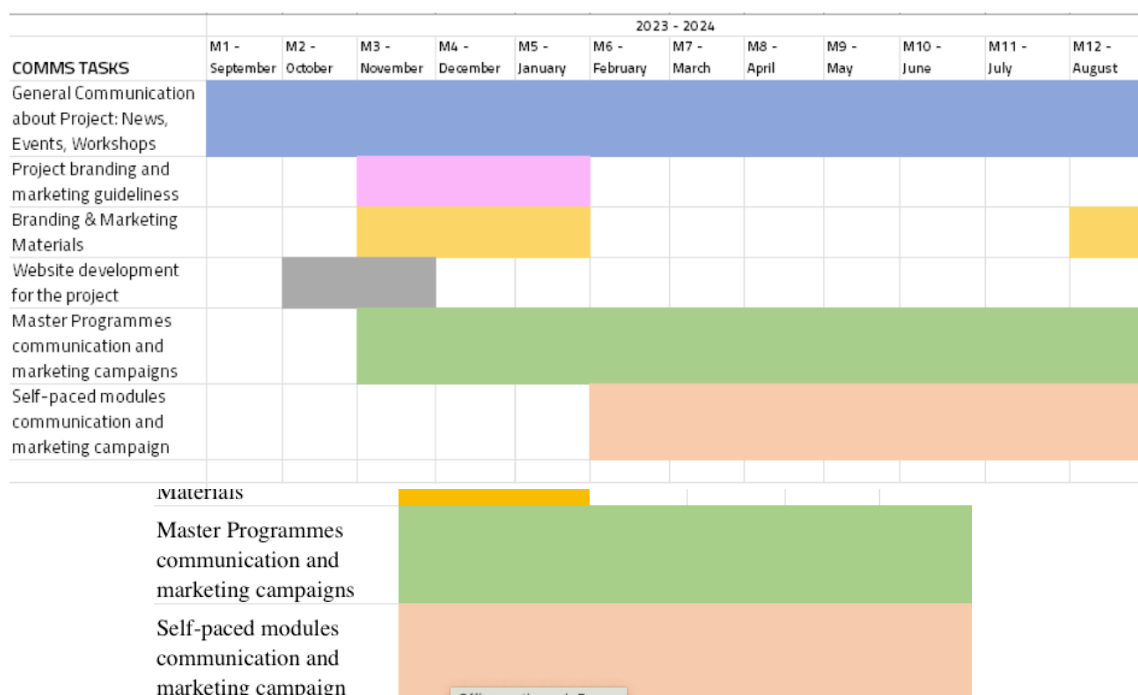 2023 - 2024
M1 - M2 - M3 - M4 - M5 - M6 - M7 - M8 - M9 - M10 - M11 - M12 -
COMMS TASKS September October November December January February March April May June July August
General Communication
about Project: News,
Events, Workshops
Project branding and
marketing guideliness
Branding & Marketing
Materials
Website development
for the project
Master Programmes
communication and
marketing campaigns
Self-paced modules
communication and
marketing campaign
Materials
Master Programmes
communication and
marketing campaigns
Self-paced modules
communication and
marketing campaign